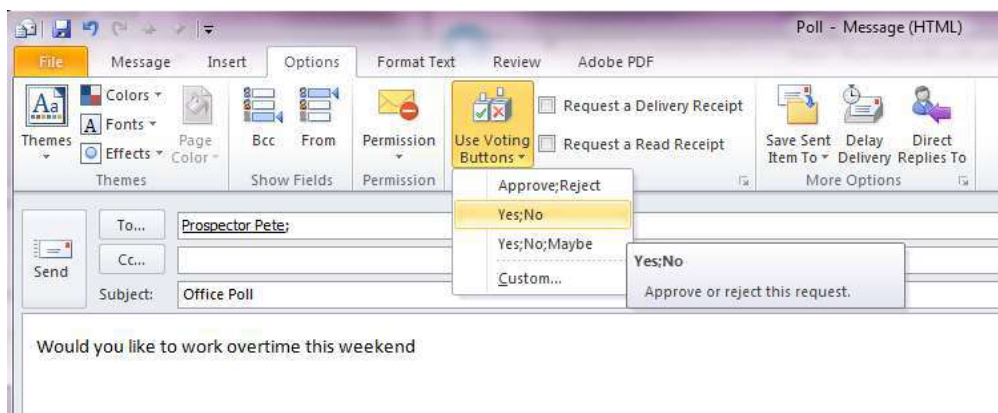 Poll - Message (HTML)
File Message Insert Options Format Text Review Adobe PDF
Themes
Colors
Fonts
Effects
Page Color
Themes
Bcc
From
Show Fields
Permission
Permission
Use Voting Buttons
Request a Delivery Receipt
Request a Read Receipt
Save Sent Item To
Delay Delivery
Direct Replies To
More Options
Approve;Reject
Yes;No
Yes;No;Maybe
Custom...
Yes;No
Approve or reject this request.
Send
To... Prospector Pete;
Cc...
Subject: Office Poll
Would you like to work overtime this weekend